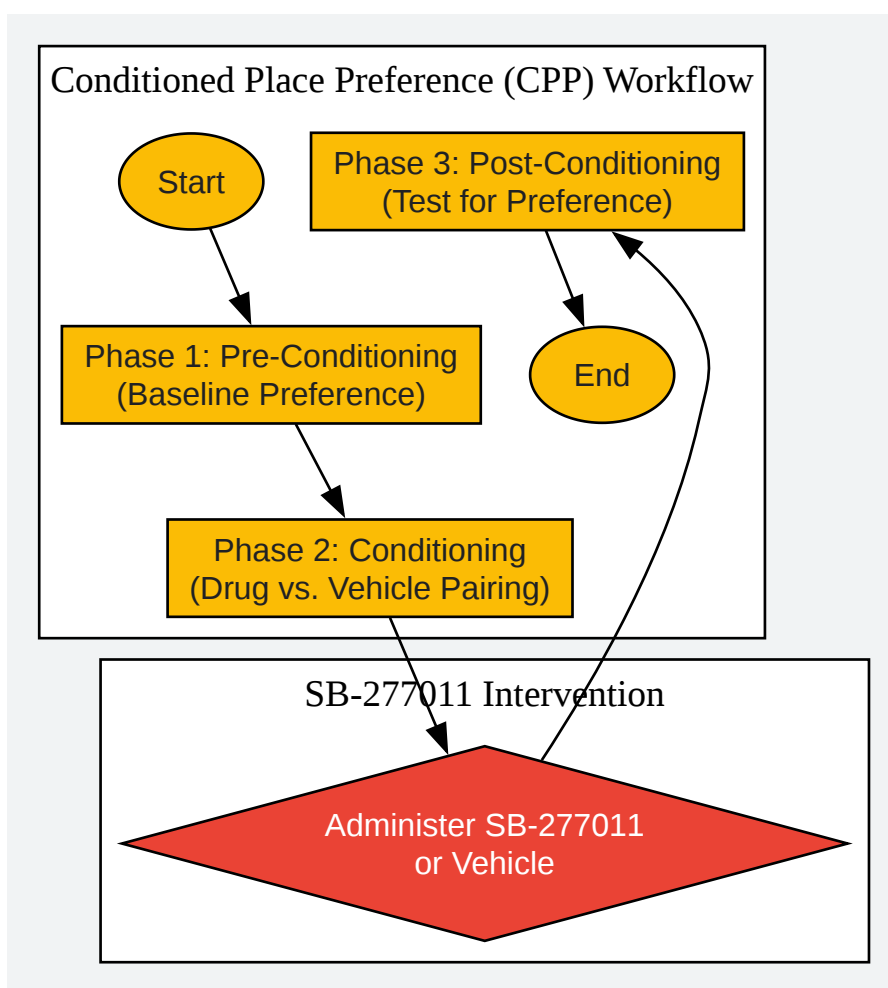 Conditioned Place Preference (CPP) Workflow
Start
Phase 3: Post-Conditioning
(Test for Preference)
Phase 1: Pre-Conditioning
(Baseline Preference)
End
Phase 2: Conditioning
(Drug vs. Vehicle Pairing)
SB-277011 Intervention
Administer SB-277011
or Vehicle